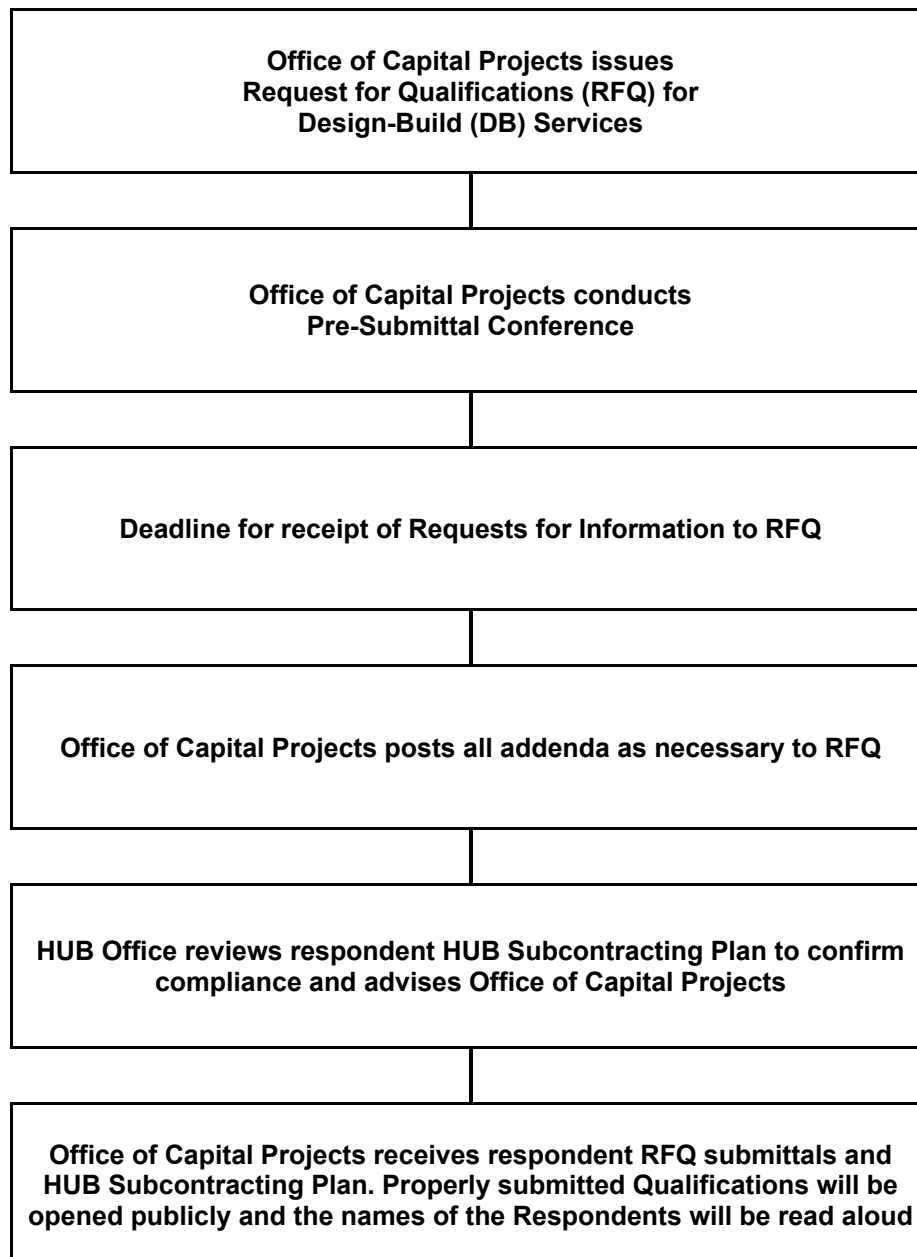 Office of Capital Projects issues
Request for Qualifications (RFQ) for
Design-Build (DB) Services
Office of Capital Projects conducts
Pre-Submittal Conference
Deadline for receipt of Requests for Information to RFQ
Office of Capital Projects posts all addenda as necessary to RFQ
HUB Office reviews respondent HUB Subcontracting Plan to confirm
compliance and advises Office of Capital Projects
Office of Capital Projects receives respondent RFQ submittals and
HUB Subcontracting Plan. Properly submitted Qualifications will be
opened publicly and the names of the Respondents will be read aloud